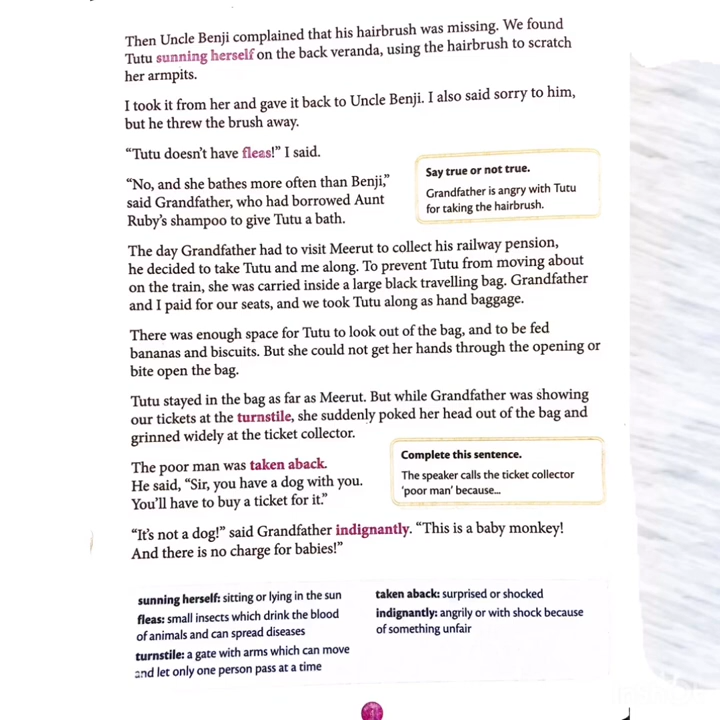 Then Uncle Benji complained that his hairbrush was missing. We found
Tutu sunning herself on the back veranda, using the hairbrush to scratch
her armpits.
I took it from her and gave it back to Uncle Benji. I also said sorry to him,
but he threw the brush away.
“Tutu doesn’t have fleas!” I said.
“No, and she bathes more often than Benji,”
said Grandfather, who had borrowed Aunt
Ruby’s shampoo to give Tutu a bath.
Say true or not true.
Grandfather is angry with Tutu
for taking the hairbrush.
The day Grandfather had to visit Meerut to collect his railway pension,
he decided to take Tutu and me along. To prevent Tutu from moving about
on the train, she was carried inside a large black travelling bag. Grandfather
and I paid for our seats, and we took Tutu along as hand baggage.
There was enough space for Tutu to look out of the bag, and to be fed
bananas and biscuits. But she could not get her hands through the opening or
bite open the bag.
Tutu stayed in the bag as far as Meerut. But while Grandfather was showing
our tickets at the turnstile, she suddenly poked her head out of the bag and
grinned widely at the ticket collector.
The poor man was taken aback.
He said, “Sir, you have a dog with you.
You’ll have to buy a ticket for it.”
Complete this sentence.
The speaker calls the ticket collector
‘poor man’ because...
“It’s not a dog!” said Grandfather indignantly. “This is a baby monkey!
And there is no charge for babies!”
sunning herself: sitting or lying in the sun
fleas: small insects which drink the blood
of animals and can spread diseases
turnstile: a gate with arms which can move
and let only one person pass at a time
taken aback: surprised or shocked
indignantly: angrily or with shock because
of something unfair